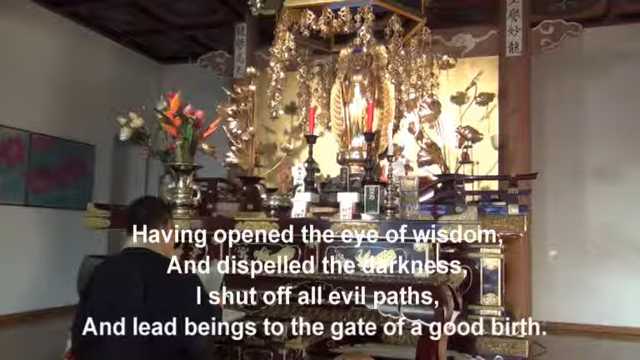 Having opened the eye of wisdom,
And dispelled the darkness,
I shut off all evil paths,
And lead beings to the gate of a good birth.